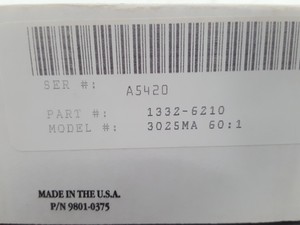 SER #: A5420
PART #: 1332-6210
MODEL #: 3025MA 60:1
MADE IN THE U.S.A.
P/N 9801-0375